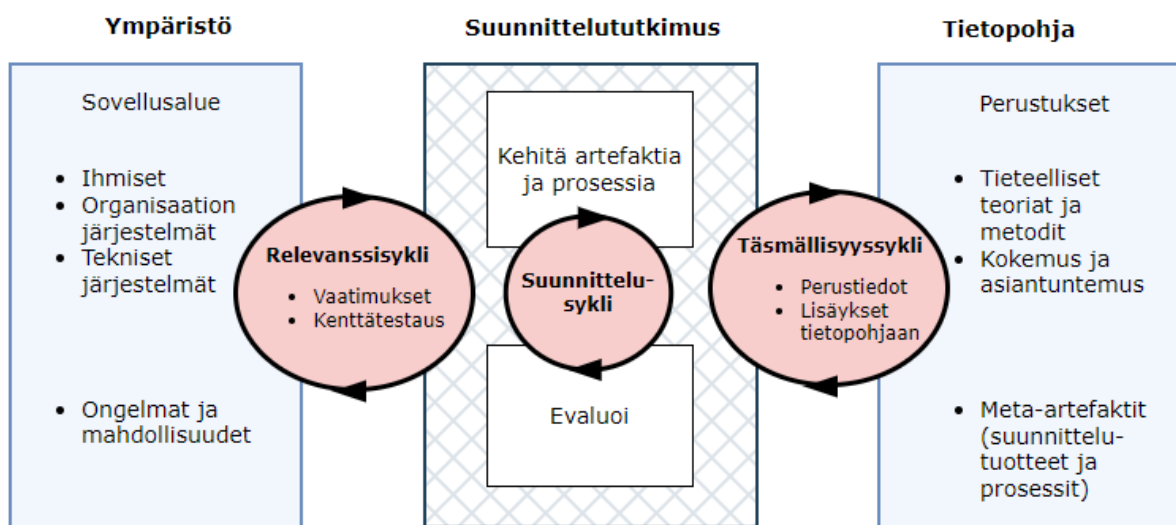 Ympäristö
Suunnittelututkimus
Tietopohja
Sovellusalue
• Ihmiset
• Organisaation
järjestelmät
• Tekniset
järjestelmät
• Ongelmat ja
mahdollisuudet
Relevanssisykli
• Vaatimukset
• Kenttätestaus
Kehitä artefaktia
ja prosessia
Suunnittelu-
sykli
Evaluoi
Täsmällisyyssykli
• Perustiedot
• Lisäykset
tietopohjaan
Perustukset
• Tieteelliset
teoriat ja
metodit
• Kokemus ja
asiantuntemus
• Meta-artefaktit
(suunnittelu-
tuotteet ja
prosessit)